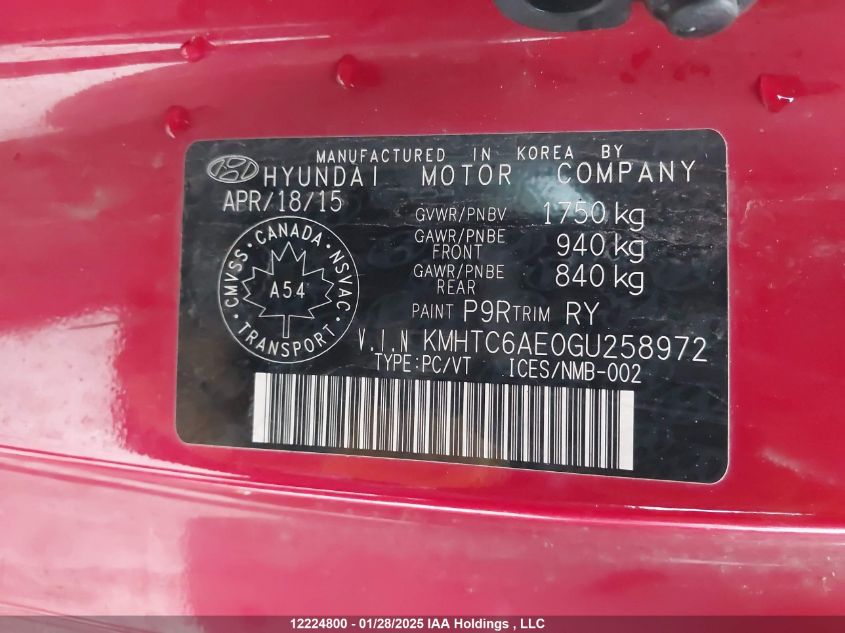 MANUFACTURED IN KOREA BY
HYUNDAI MOTOR COMPANY
APR/18/15
GVWR/PNBV 1750 kg
GAWR/PNBE FRONT 940 kg
GAWR/PNBE REAR 840 kg
PAINT P9R TRIM RY
CMVSS · CANADA · NSVAC · TRANSPORT ·
A54
V.I.N KMHTC6AE0GU258972
TYPE:PC/VT ICES/NMB-002
12224800 - 01/28/2025 IAA Holdings , LLC